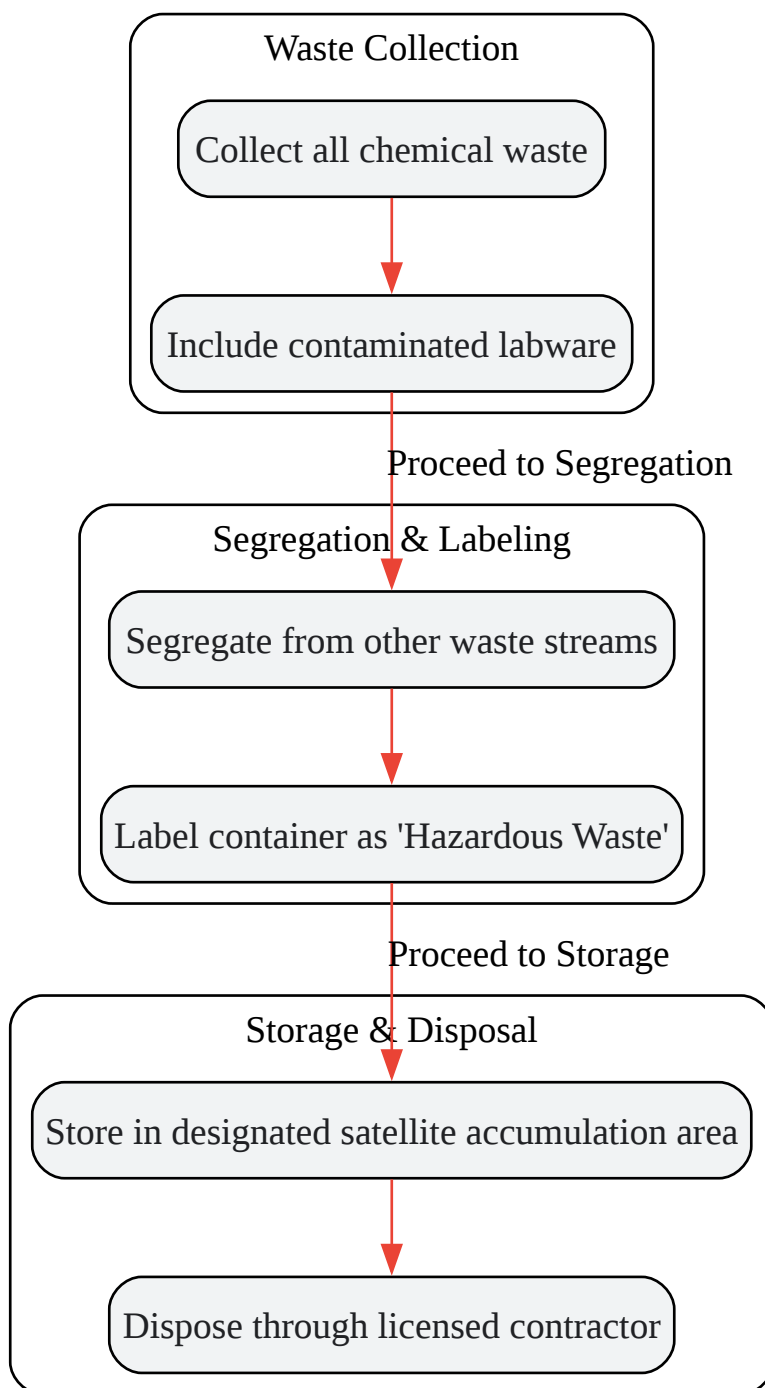 Waste Collection
Collect all chemical waste
Include contaminated labware
Proceed to Segregation
Segregation & Labeling
Segregate from other waste streams
Label container as 'Hazardous Waste'
Proceed to Storage
Storage & Disposal
Store in designated satellite accumulation area
Dispose through licensed contractor